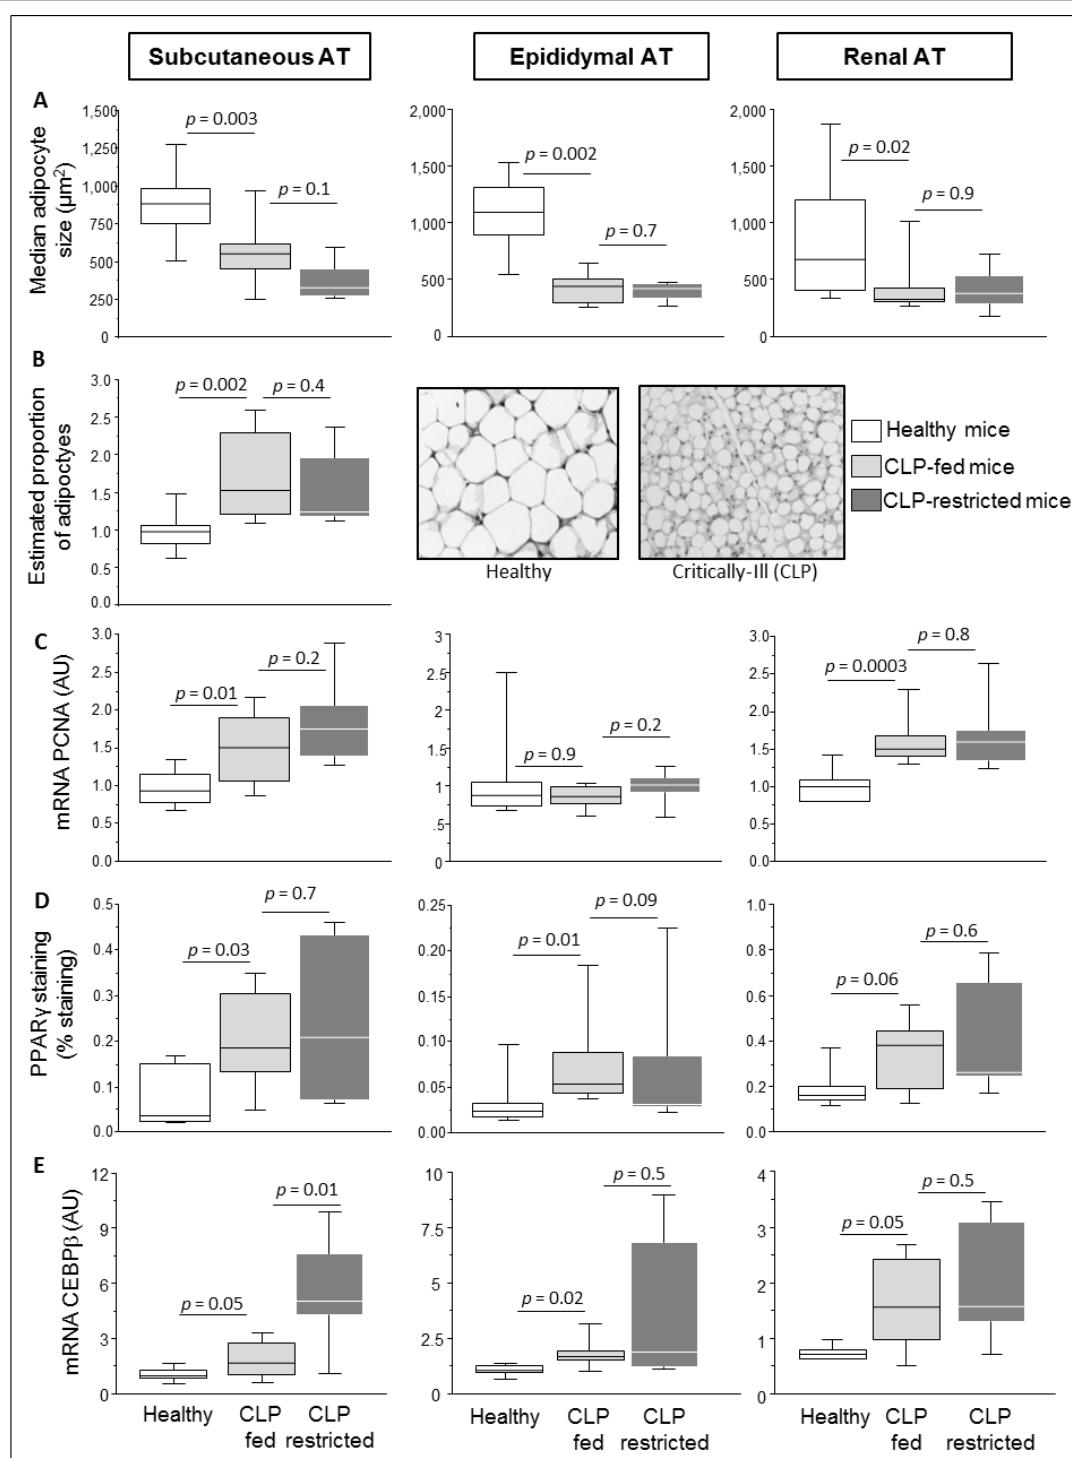 Subcutaneous AT
Epididymal AT
Renal AT
A
Median adipocyte
size (µm²)
1,500
1,250
1,000
750
500
250
0
p = 0.003
p = 0.1
2,000
1,500
1,000
500
0
p = 0.002
p = 0.7
2,000
1,500
1,000
500
0
p = 0.02
p = 0.9
B
Estimated proportion
of adipoctyes
3.0
2.5
2.0
1.5
1.0
0.5
0.0
p = 0.002
p = 0.4
Healthy
Critically-Ill (CLP)
Healthy mice
CLP-fed mice
CLP-restricted mice
C
mRNA PCNA (AU)
3.0
2.5
2.0
1.5
1.0
0.5
0.0
p = 0.01
p = 0.2
3
2.5
2
1.5
1
.5
0
p = 0.9
p = 0.2
3.0
2.5
2.0
1.5
1.0
0.5
0.0
p = 0.0003
p = 0.8
D
PPARγ staining
(% staining)
0.5
0.4
0.3
0.2
0.1
0.0
p = 0.03
p = 0.7
0.25
0.20
0.15
0.10
0.05
0.00
p = 0.01
p = 0.09
1.0
0.8
0.6
0.4
0.2
0.0
p = 0.06
p = 0.6
E
mRNA CEBPβ (AU)
12
9
6
3
0
p = 0.05
p = 0.01
10
7.5
5
2.5
0
p = 0.02
p = 0.5
4
3
2
1
0
p = 0.05
p = 0.5
Healthy
CLP
fed
CLP
restricted
Healthy
CLP
fed
CLP
restricted
Healthy
CLP
fed
CLP
restricted